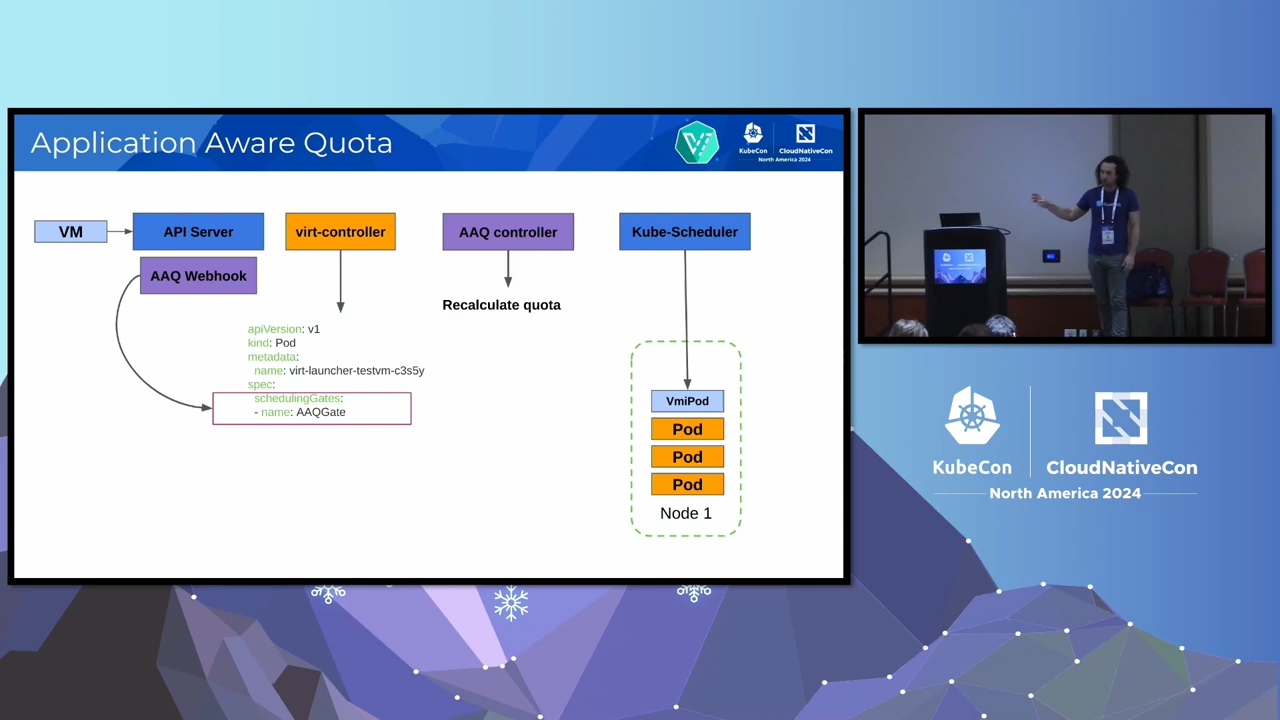 Application Aware Quota
KubeCon
CloudNativeCon
North America 2024
VM
API Server
virt-controller
AAQ controller
Kube-Scheduler
AAQ Webhook
Recalculate quota
apiVersion: v1
kind: Pod
metadata:
name: virt-launcher-testvm-c3s5y
spec:
schedulingGates:
- name: AAQGate
VmiPod
Pod
Pod
Pod
Node 1
KubeCon
CloudNativeCon
North America 2024